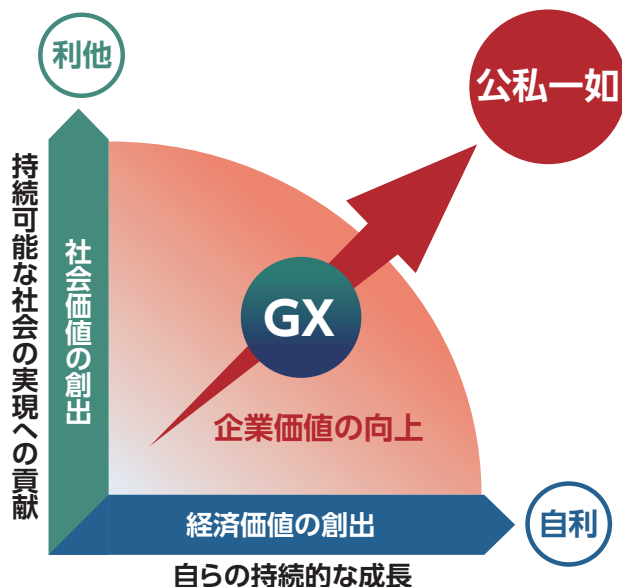 利他
公私一如
持続可能な社会の実現への貢献
社会価値の創出
GX
企業価値の向上
経済価値の創出
自利
自らの持続的な成長